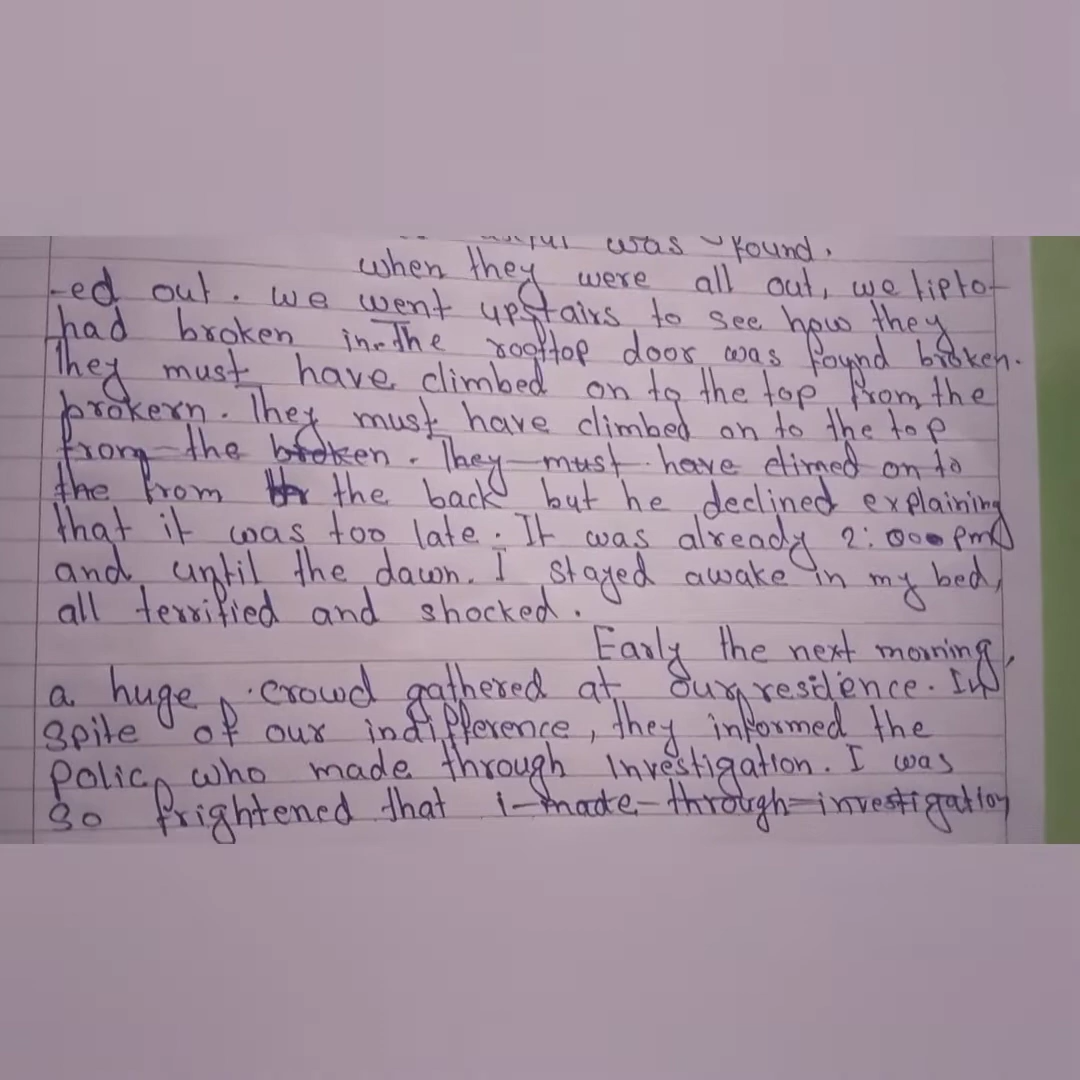 was found.
when they were all out, we tipto-
-ed out. we went upstairs to see how they
had broken in. The rooftop door was found broken.
They must have climbed on to the top from the
brokern. They must have climbed on to the top
from the broken. They must have climed on to
the from the back but he declined explaining
that it was too late. It was already 2:00 pm
and until the dawn. I stayed awake in my bed,
all terrified and shocked.
Early the next morning,
a huge crowd gathered at our residence. In
spite of our indifference, they informed the
Polic who made through Investigation. I was
so frightened that i made through investigation